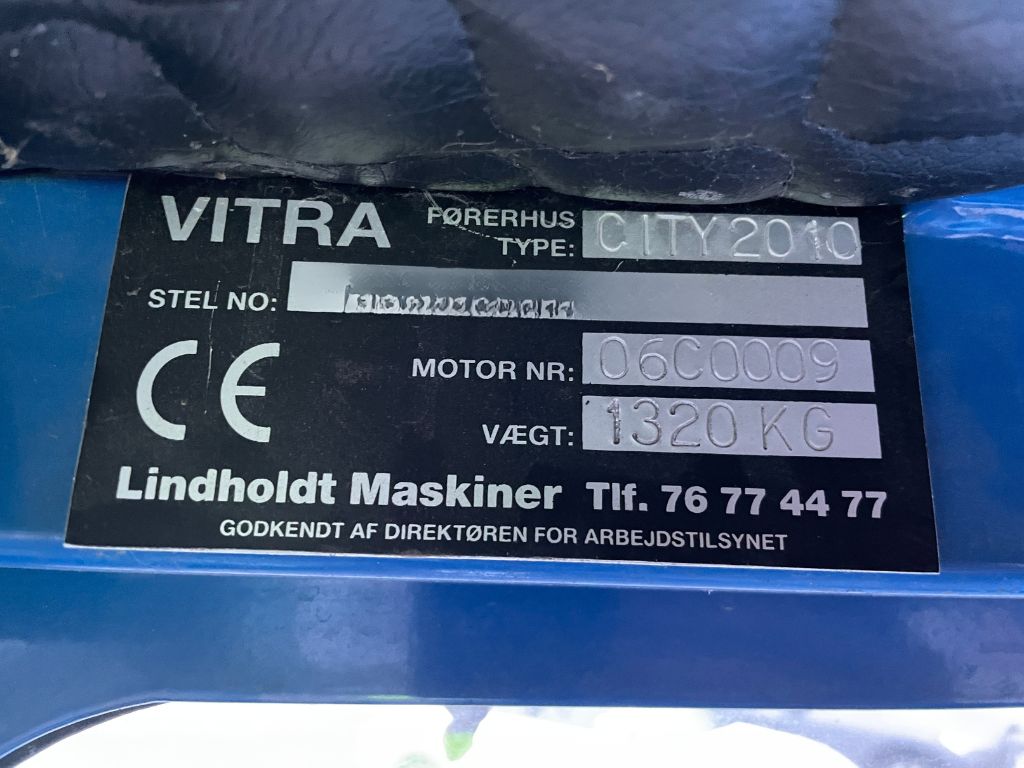 VITRA FØRERHUS TYPE: CITY2010
STEL NO:
CE
MOTOR NR: 06C0009
VÆGT: 1320 KG
Lindholdt Maskiner Tlf. 76 77 44 77
GODKENDT AF DIREKTØREN FOR ARBEJDSTILSYNET